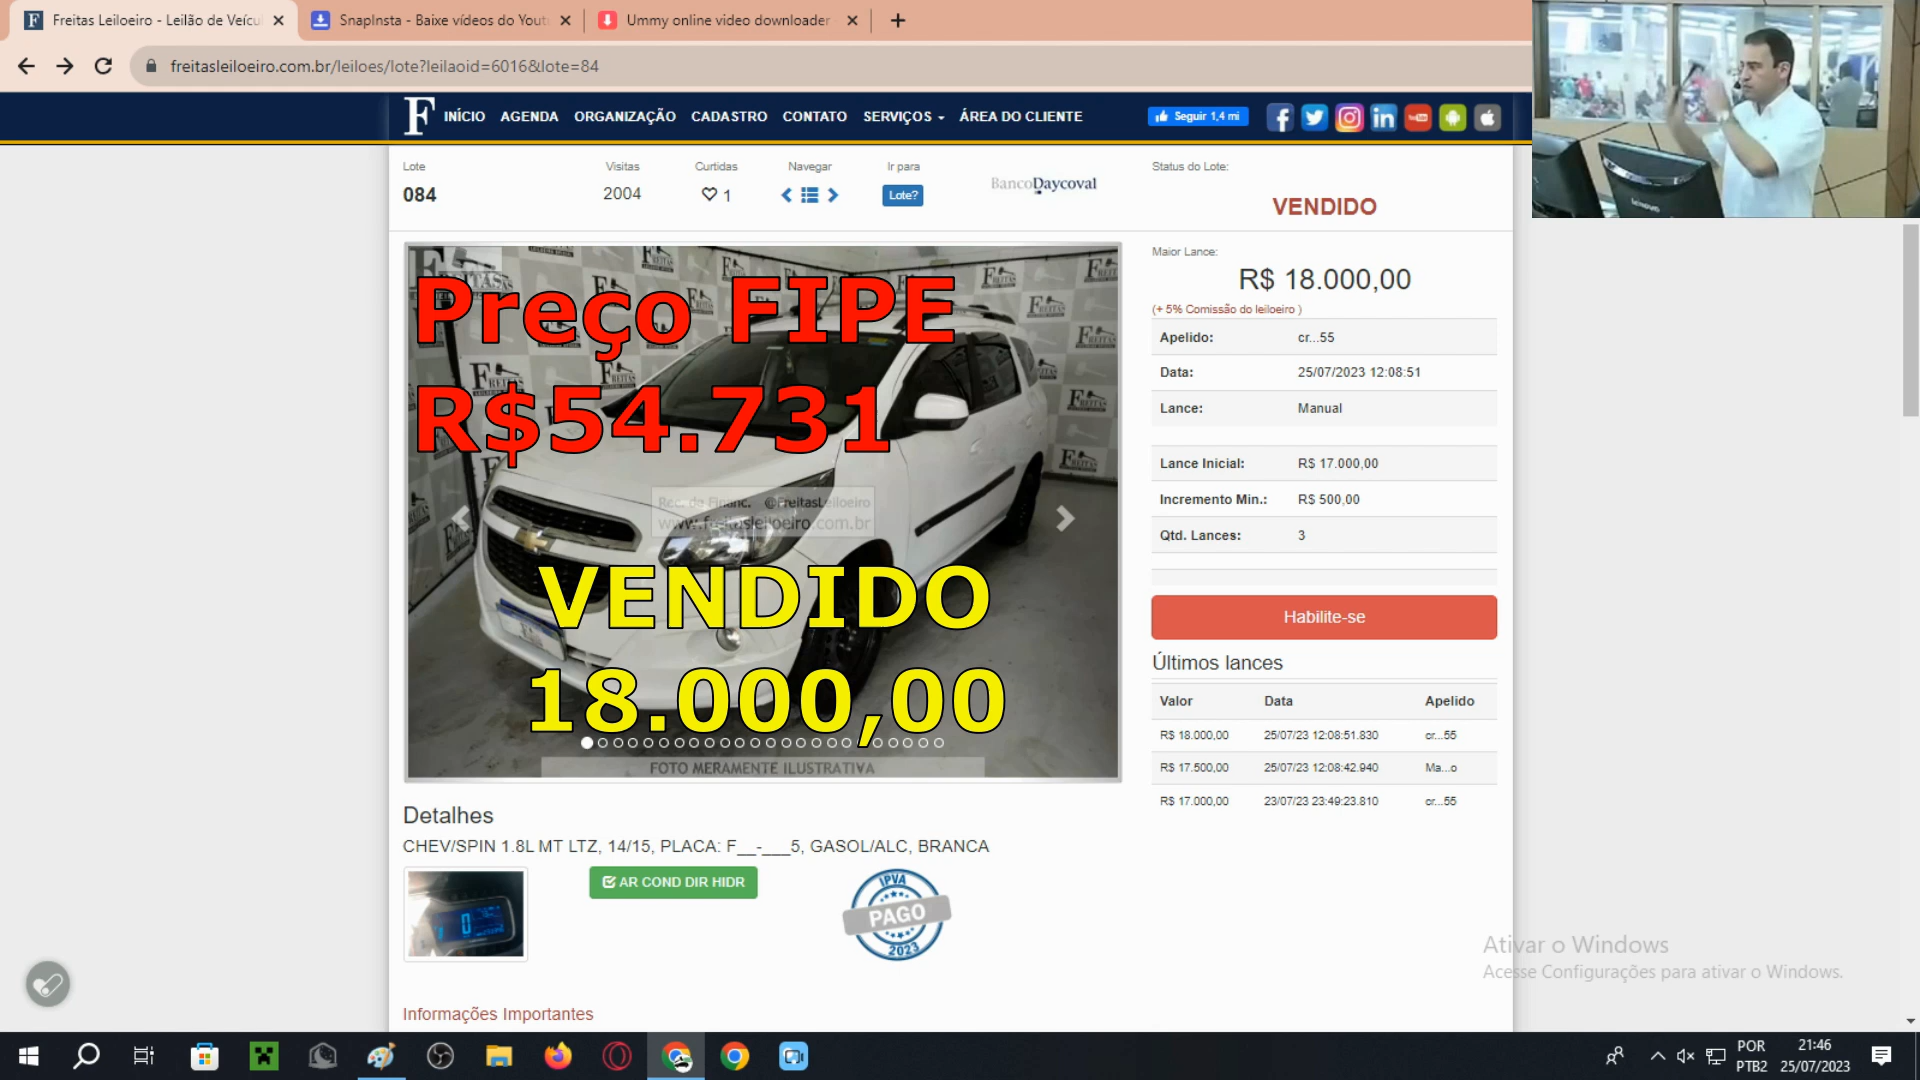 Freitas Leiloeiro - Leilão de Veícu
SnapInsta - Baixe vídeos do Yout
Ummy online video downloader
freitasleiloeiro.com.br/leiloes/lote?leilaoid=6016&lote=84
F INÍCIO AGENDA ORGANIZAÇÃO CADASTRO CONTATO SERVIÇOS ÁREA DO CLIENTE
Seguir 1,4 mi
Lote Visitas Curtidas Navegar Ir para
084 2004 1 Lote?
BancoDaycoval
Status do Lote:
VENDIDO
Preço FIPE
R$54.731
www.freitasleiloeiro.com.br
VENDIDO
18.000,00
FOTO MERAMENTE ILUSTRATIVA
Maior Lance:
R$ 18.000,00
(+ 5% Comissão do leiloeiro )
Apelido: cr...55
Data: 25/07/2023 12:08:51
Lance: Manual
Lance Inicial: R$ 17.000,00
Incremento Min.: R$ 500,00
Qtd. Lances: 3
Habilite-se
Últimos lances
Valor Data Apelido
R$ 18.000,00 25/07/23 12:08:51.830 cr...55
R$ 17.500,00 25/07/23 12:08:42.940 Ma...o
R$ 17.000,00 23/07/23 23:49:23.810 cr...55
Detalhes
CHEV/SPIN 1.8L MT LTZ, 14/15, PLACA: F__-___5, GASOL/ALC, BRANCA
AR COND DIR HIDR
IPVA
PAGO
2023
Informações Importantes
Ativar o Windows
Acesse Configurações para ativar o Windows.
POR
PTB2
21:46
25/07/2023